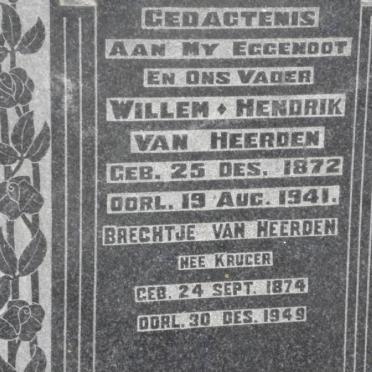 GEDACTENIS
AAN MY EGGENOOT
EN ONS VADER
WILLEM ♦ HENDRIK
VAN HEERDEN
GEB. 25 DES. 1872
OORL. 19 AUG. 1941.
BRECHTJE VAN HEERDEN
NEE KRUGER
GEB. 24 SEPT. 1874
OORL. 30 DES. 1949